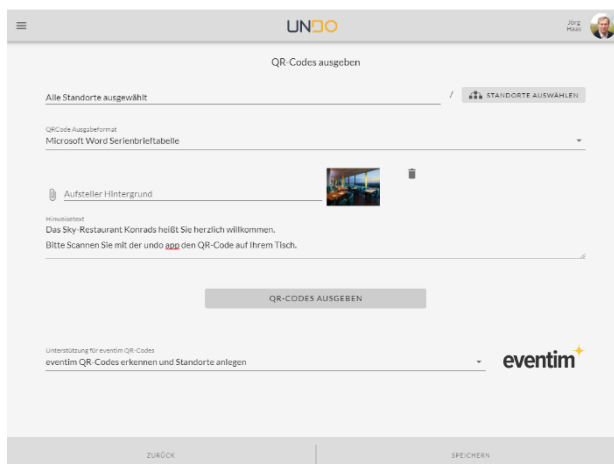 UNDO
Jörg
Haas
QR-Codes ausgeben
Alle Standorte ausgewählt
/ STANDORTE AUSWÄHLEN
QRCode Ausgabeformat
Microsoft Word Serienbrieftabelle
Aufsteller Hintergrund
Hinweistext
Das Sky-Restaurant Konrads heißt Sie herzlich willkommen.
Bitte Scannen Sie mit der undo app den QR-Code auf Ihrem Tisch.
QR-CODES AUSGEBEN
Unterstützung für eventim QR-Codes
eventim QR-Codes erkennen und Standorte anlegen
eventim
ZURÜCK
SPEICHERN